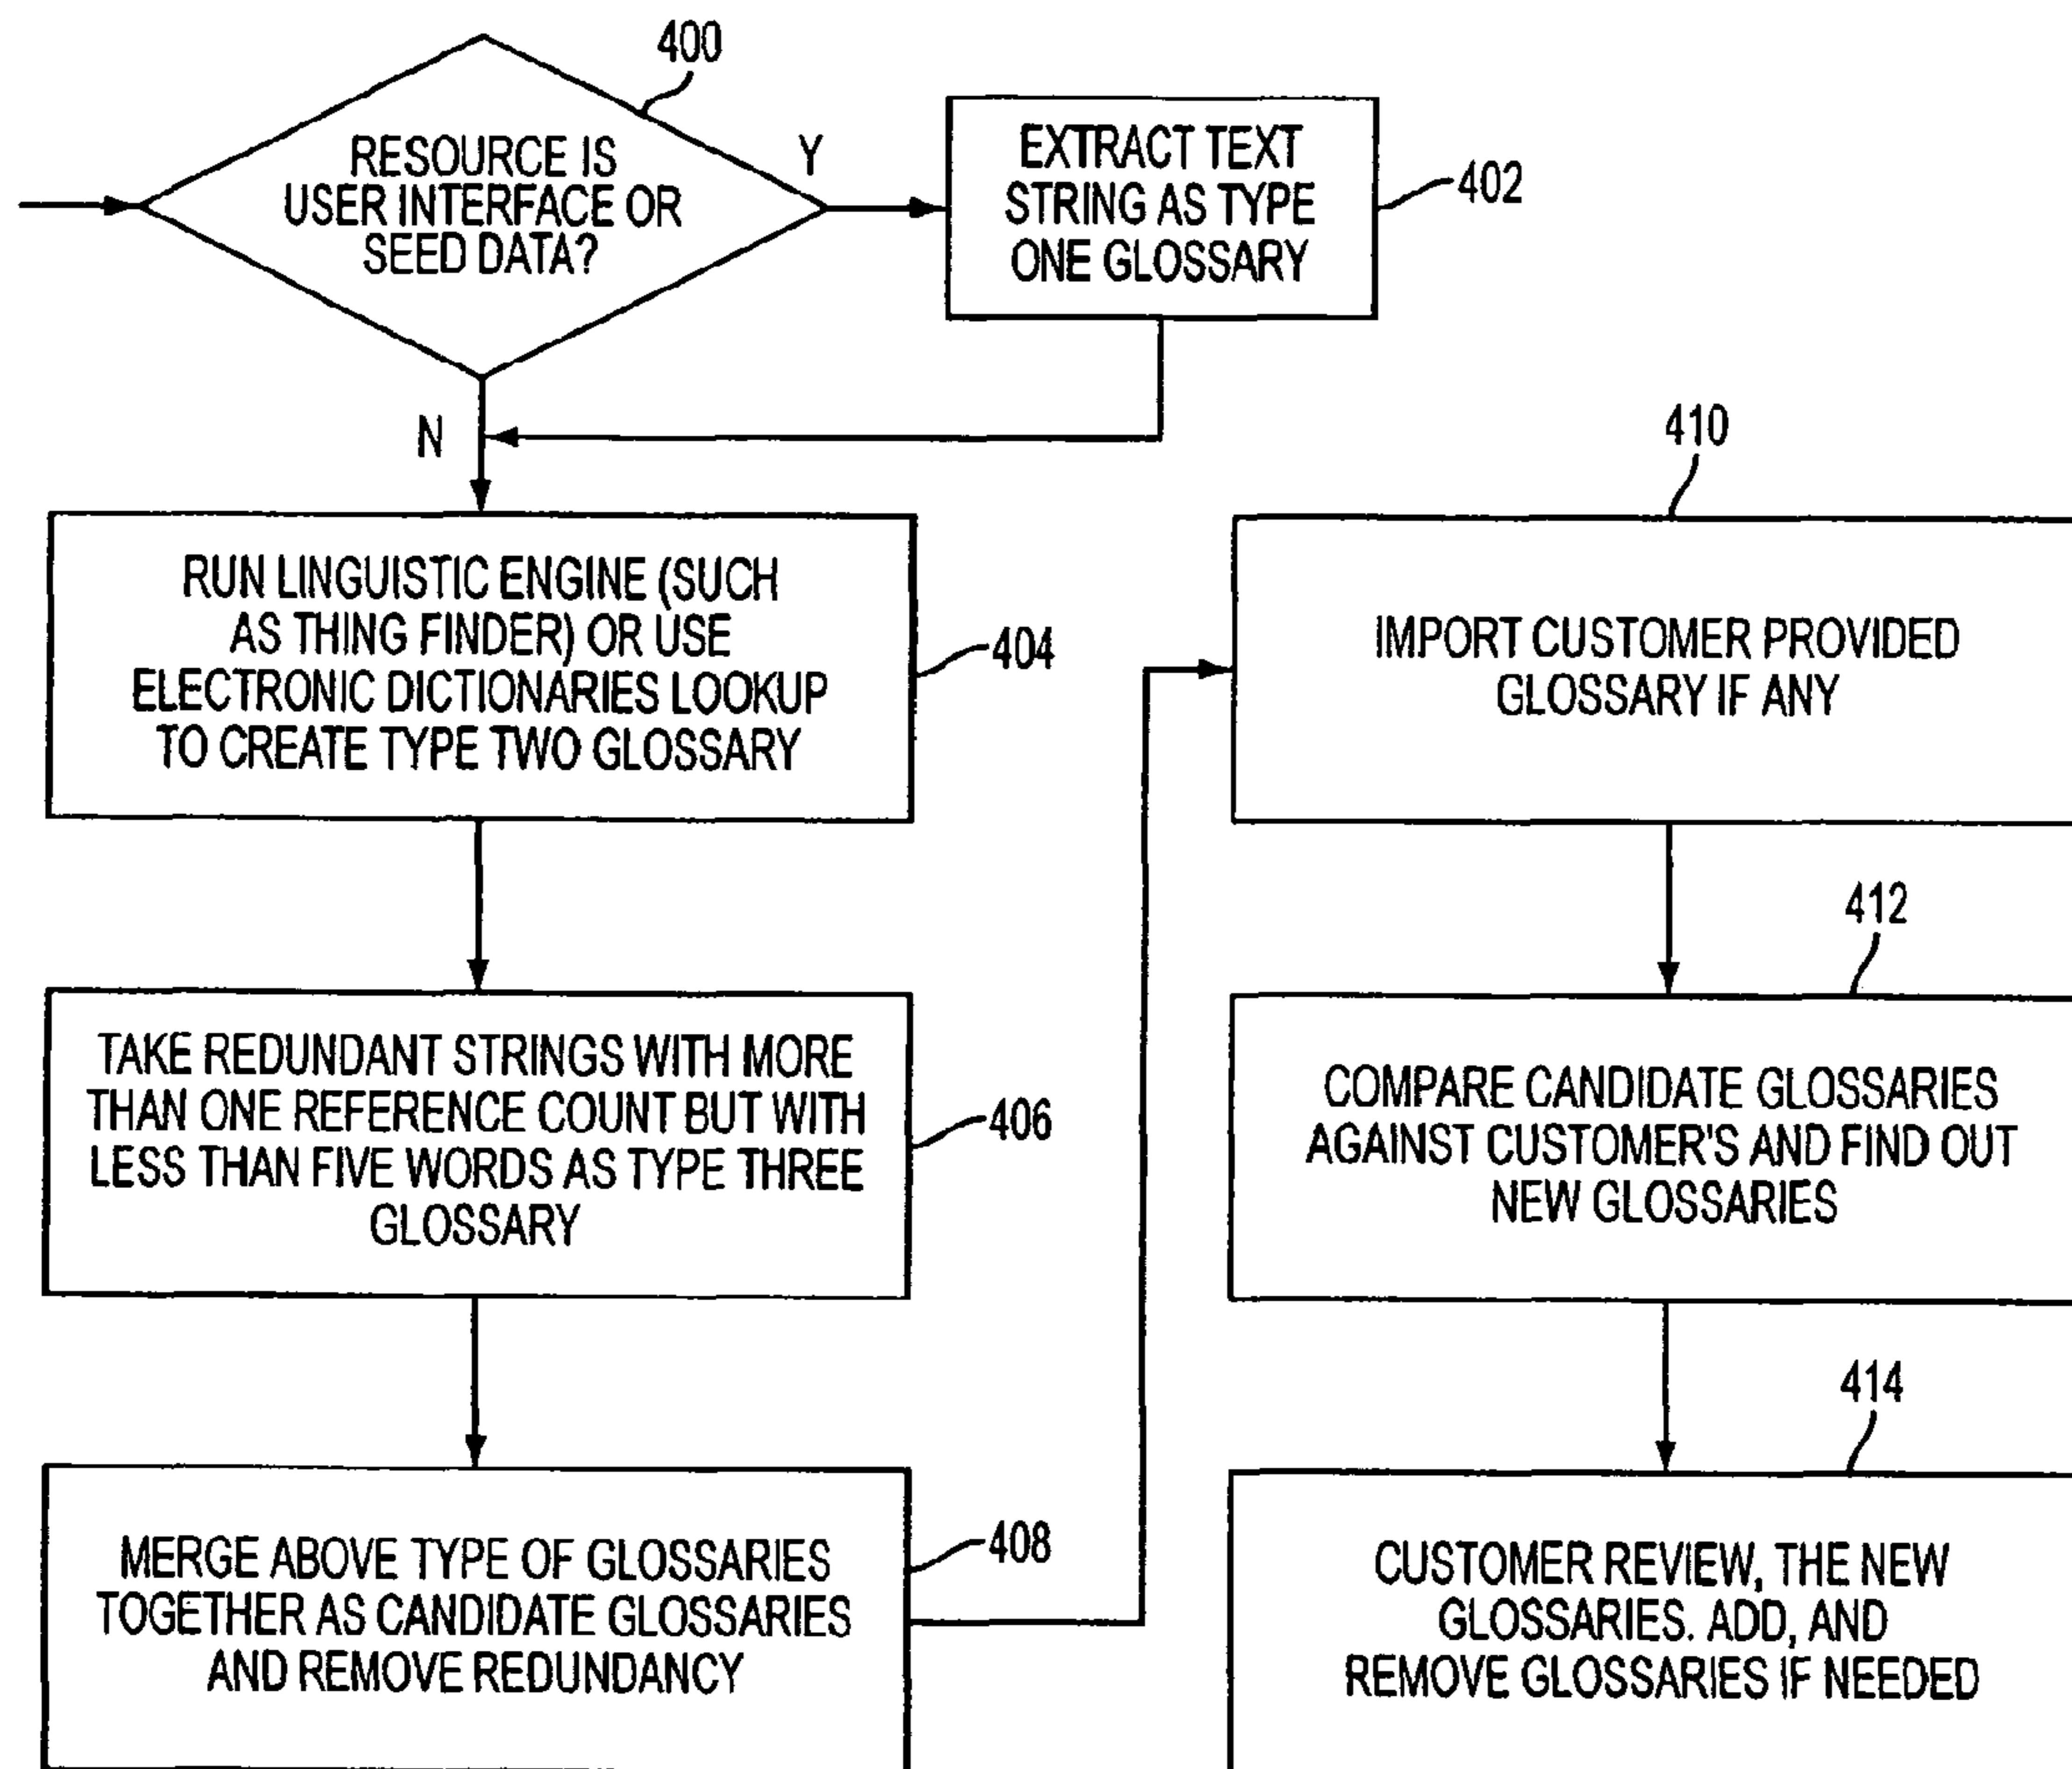 400
RESOURCE IS
USER INTERFACE OR
SEED DATA?
Y
EXTRACT TEXT
STRING AS TYPE
ONE GLOSSARY
402
N
RUN LINGUISTIC ENGINE (SUCH
AS THING FINDER) OR USE
ELECTRONIC DICTIONARIES LOOKUP
TO CREATE TYPE TWO GLOSSARY
404
TAKE REDUNDANT STRINGS WITH MORE
THAN ONE REFERENCE COUNT BUT WITH
LESS THAN FIVE WORDS AS TYPE THREE
GLOSSARY
406
MERGE ABOVE TYPE OF GLOSSARIES
TOGETHER AS CANDIDATE GLOSSARIES
AND REMOVE REDUNDANCY
408
410
IMPORT CUSTOMER PROVIDED
GLOSSARY IF ANY
412
COMPARE CANDIDATE GLOSSARIES
AGAINST CUSTOMER'S AND FIND OUT
NEW GLOSSARIES
414
CUSTOMER REVIEW, THE NEW
GLOSSARIES. ADD, AND
REMOVE GLOSSARIES IF NEEDED